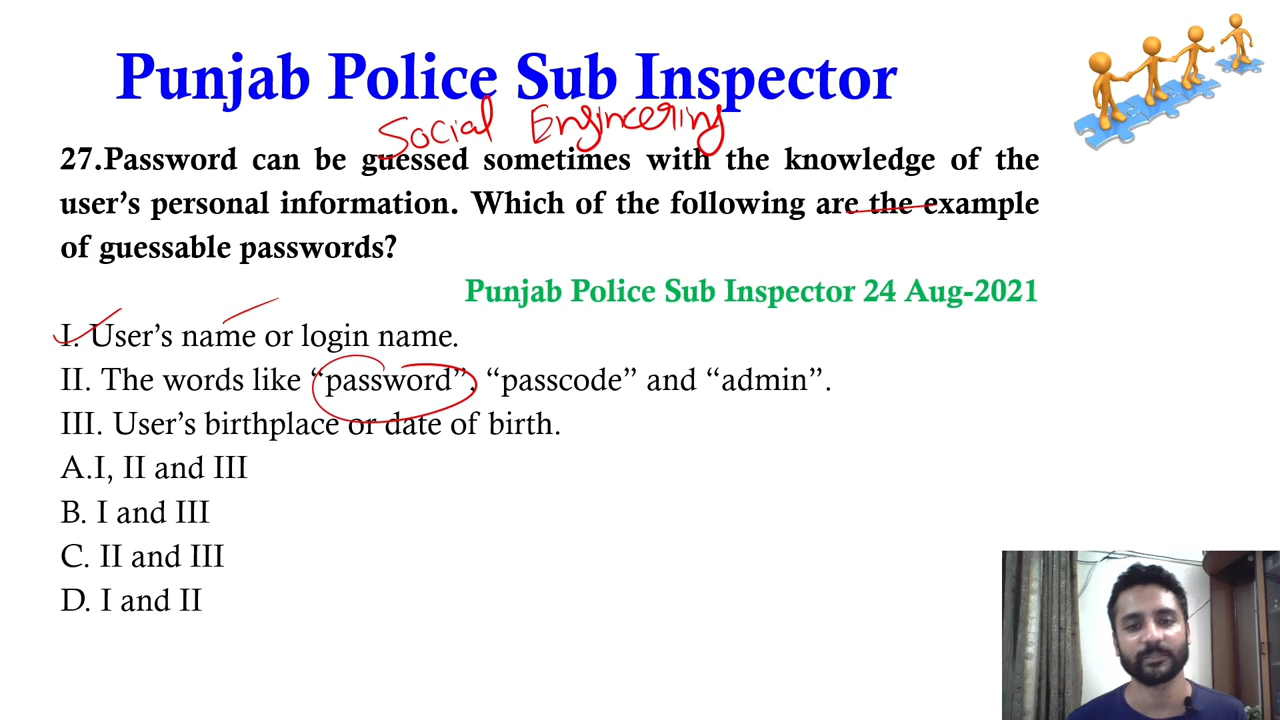 Punjab Police Sub Inspector
Social Engineering
27.Password can be guessed sometimes with the knowledge of the
user’s personal information. Which of the following are the example
of guessable passwords?
Punjab Police Sub Inspector 24 Aug-2021
I. User’s name or login name.
II. The words like “password”, “passcode” and “admin”.
III. User’s birthplace or date of birth.
A.I, II and III
B. I and III
C. II and III
D. I and II